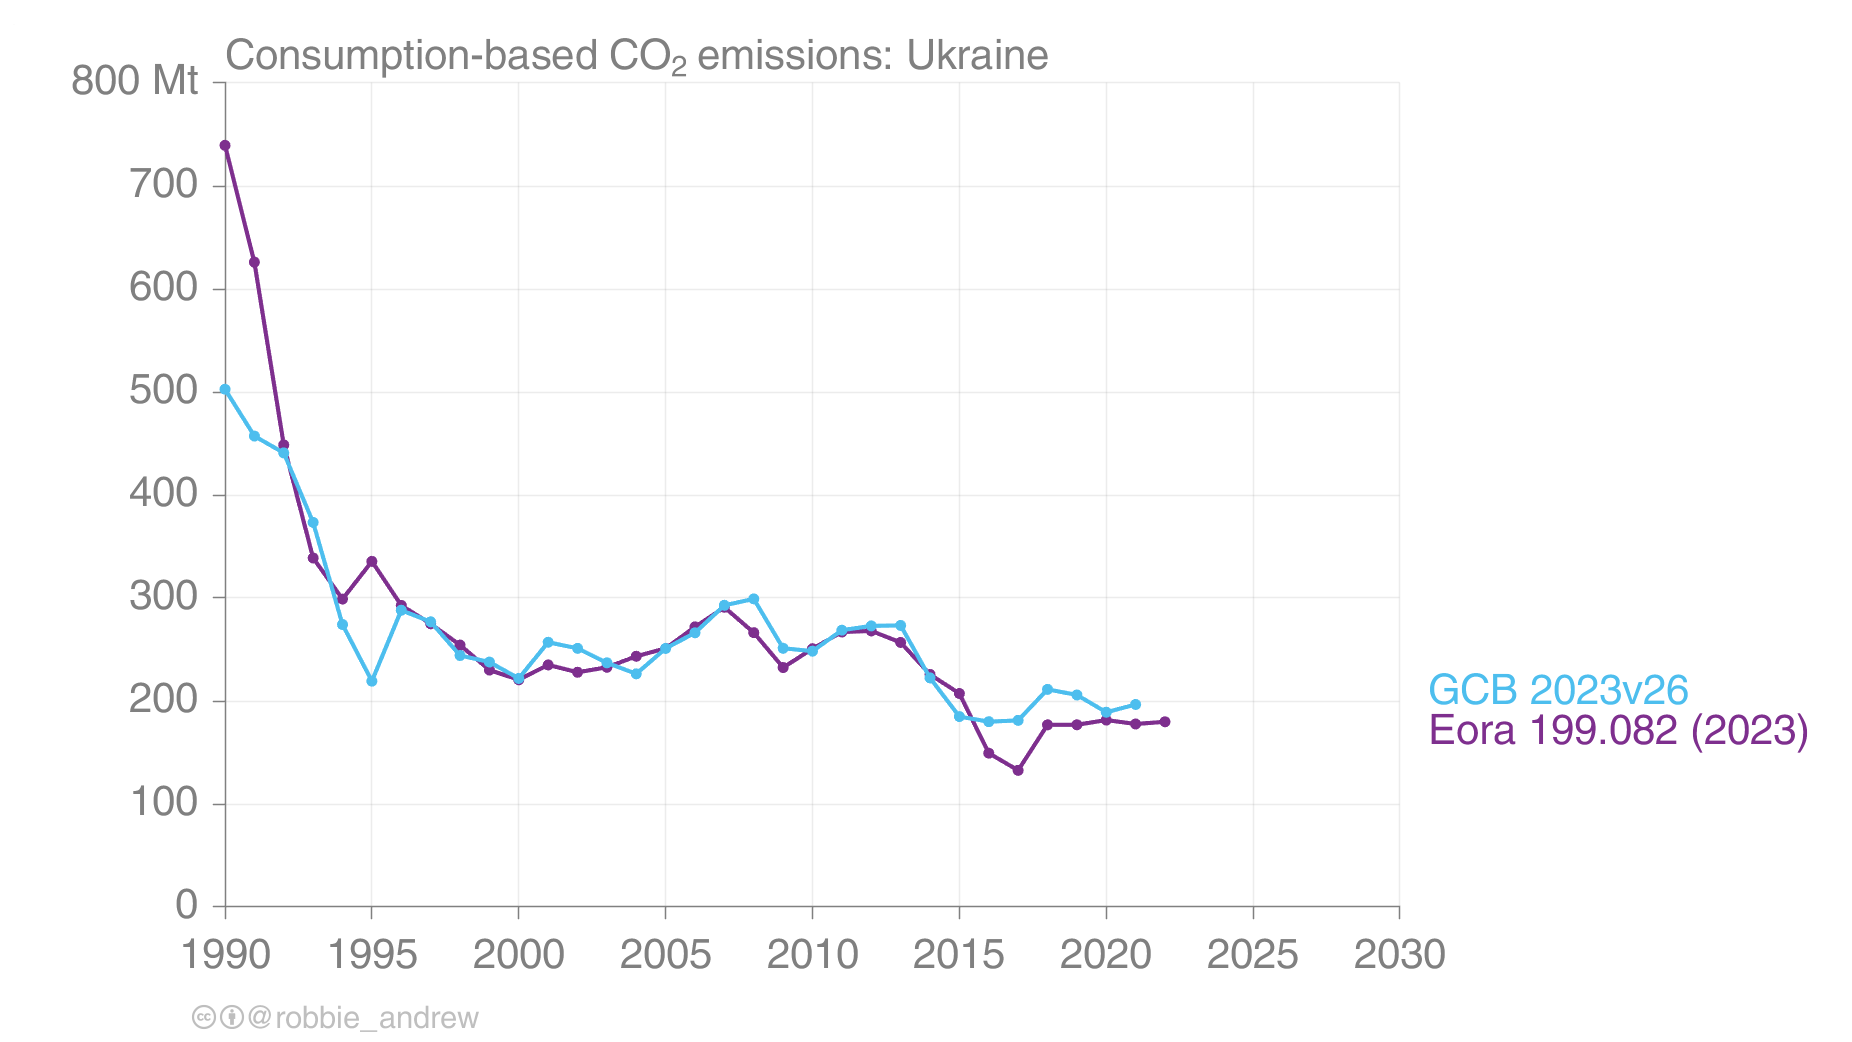 Consumption-based CO₂ emissions: Ukraine
800 Mt
700
600
500
400
300
200
100
0
1990 1995 2000 2005 2010 2015 2020 2025 2030
GCB 2023v26
Eora 199.082 (2023)
cc @robbie_andrew